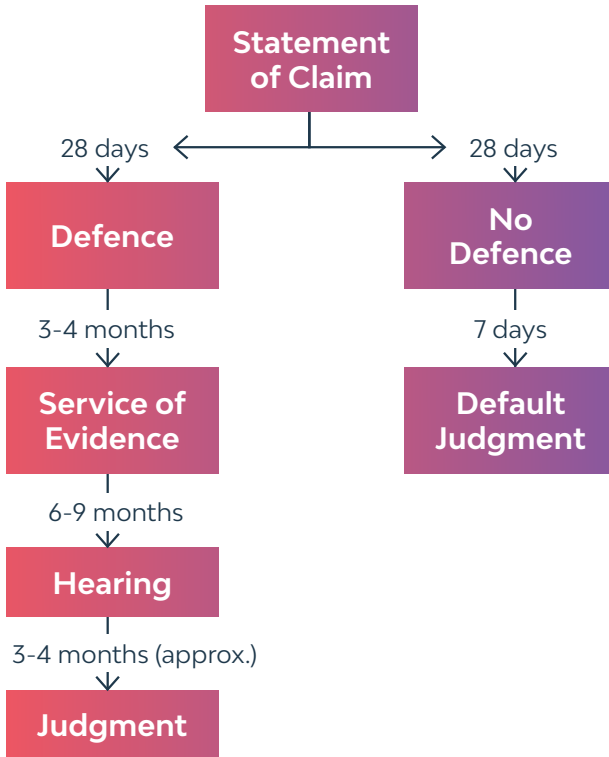 Statement
of Claim
28 days
28 days
Defence
No
Defence
3-4 months
7 days
Service of
Evidence
Default
Judgment
6-9 months
Hearing
3-4 months (approx.)
Judgment